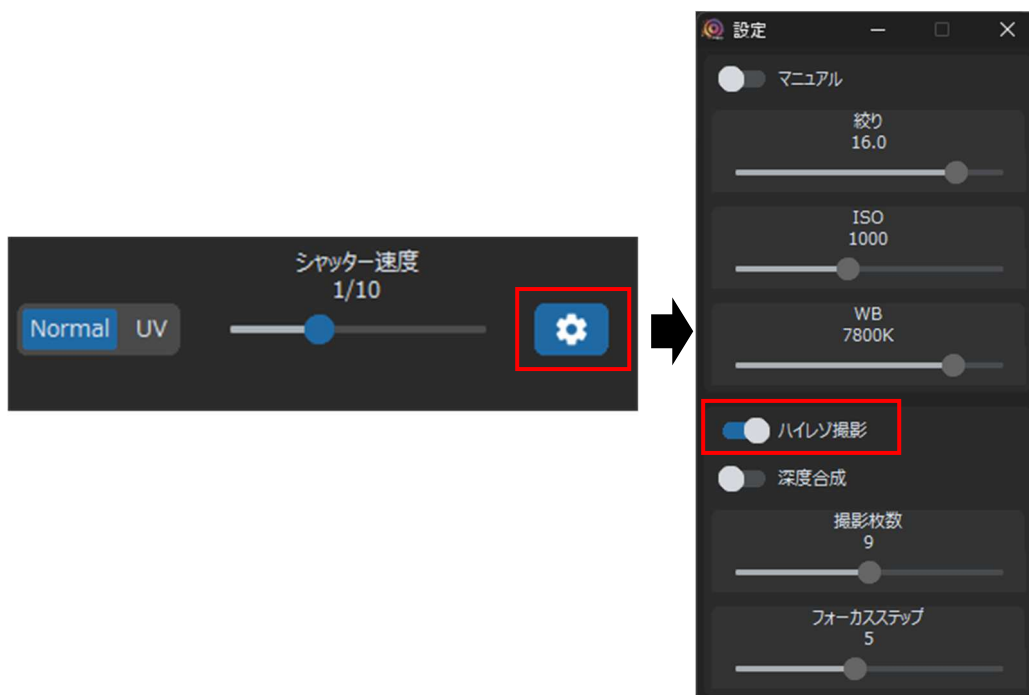 シャッター速度
1/10
Normal UV
設定
マニュアル
絞り
16.0
ISO
1000
WB
7800K
ハイレゾ撮影
深度合成
撮影枚数
9
フォーカスステップ
5